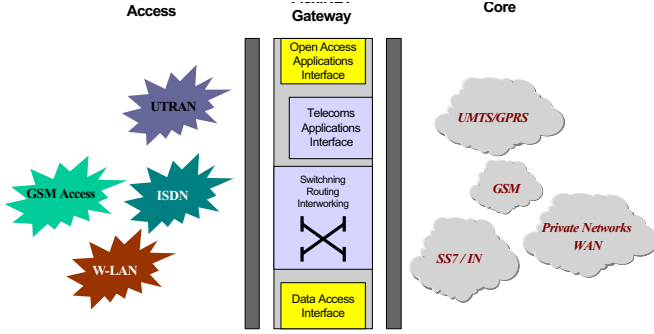 Access
Gateway
Core
Open Access
Applications
Interface
UTRAN
Telecoms
Applications
Interface
UMTS/GPRS
GSM Access
ISDN
Switchning
Routing
Interworking
GSM
Private Networks
WAN
W-LAN
SS7 / IN
Data Access
Interface